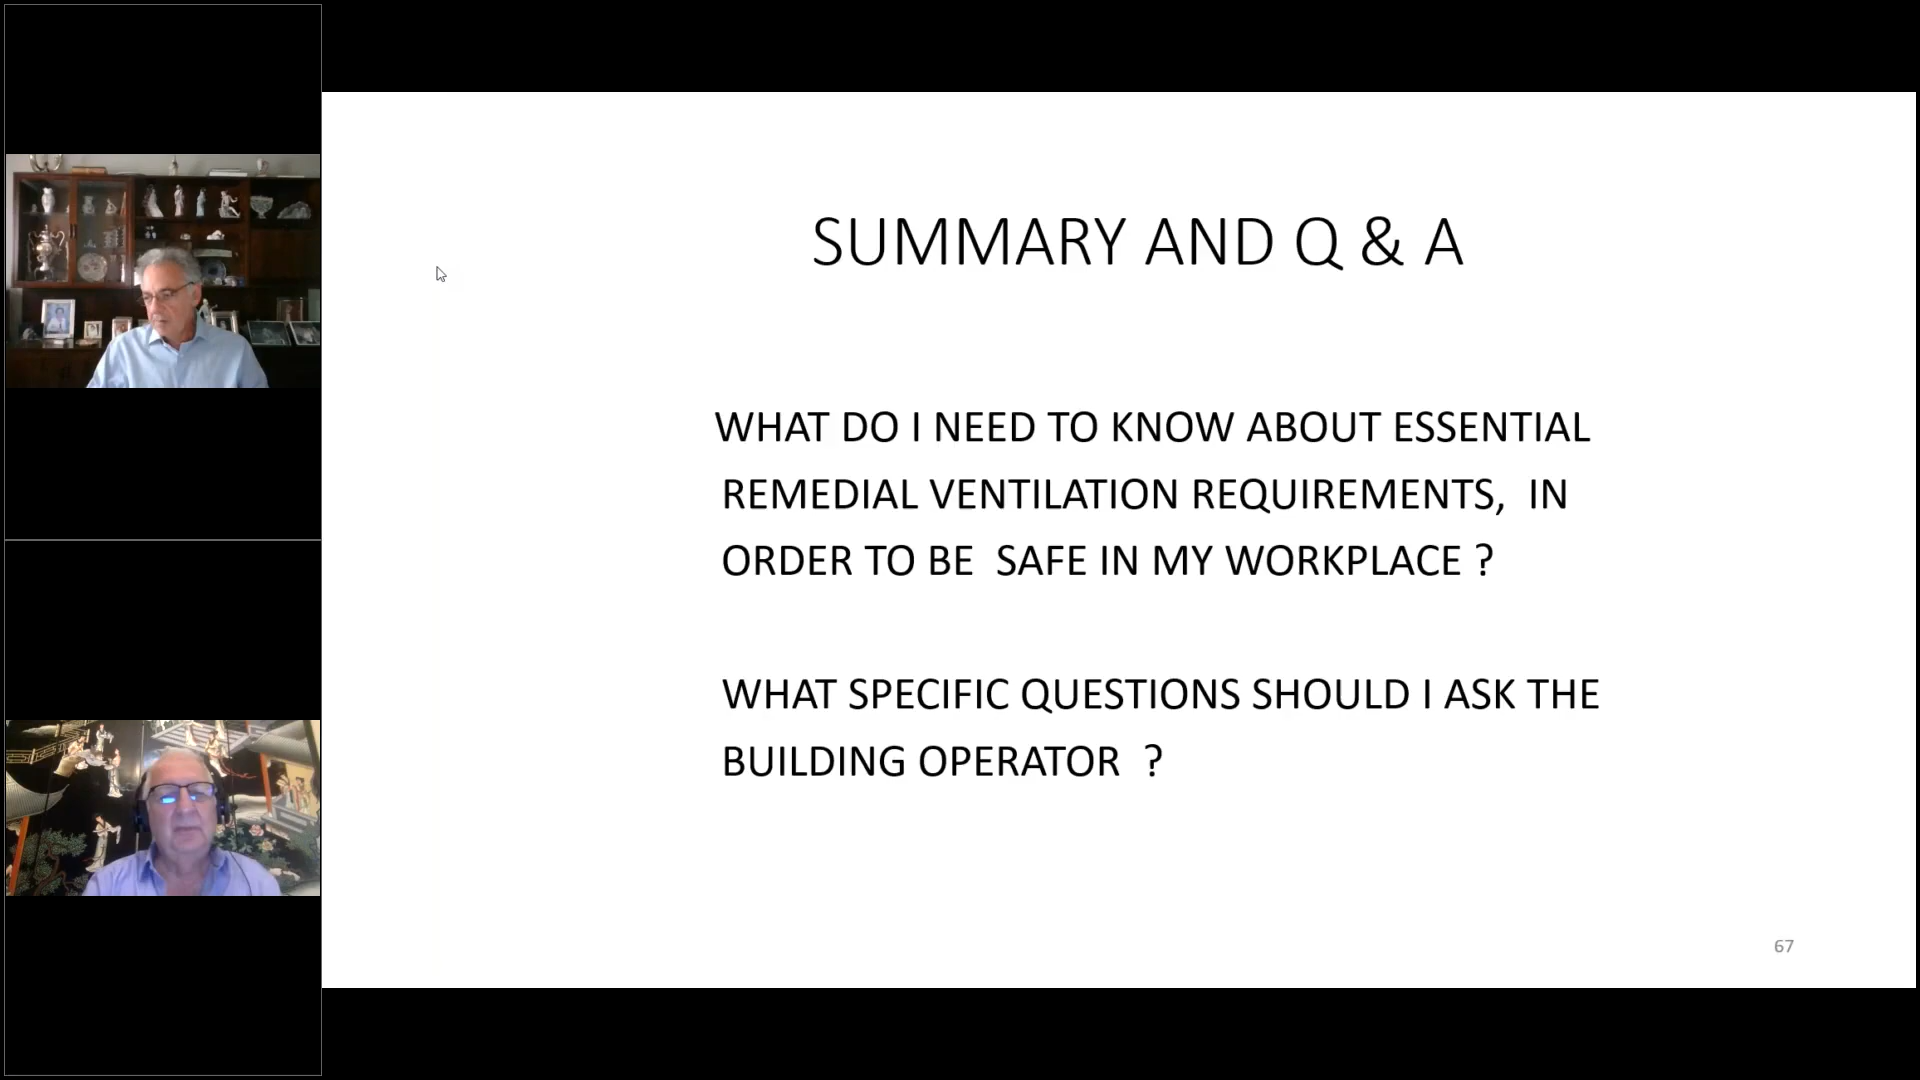 SUMMARY AND Q & A
WHAT DO I NEED TO KNOW ABOUT ESSENTIAL
REMEDIAL VENTILATION REQUIREMENTS, IN
ORDER TO BE SAFE IN MY WORKPLACE ?
WHAT SPECIFIC QUESTIONS SHOULD I ASK THE
BUILDING OPERATOR ?
67